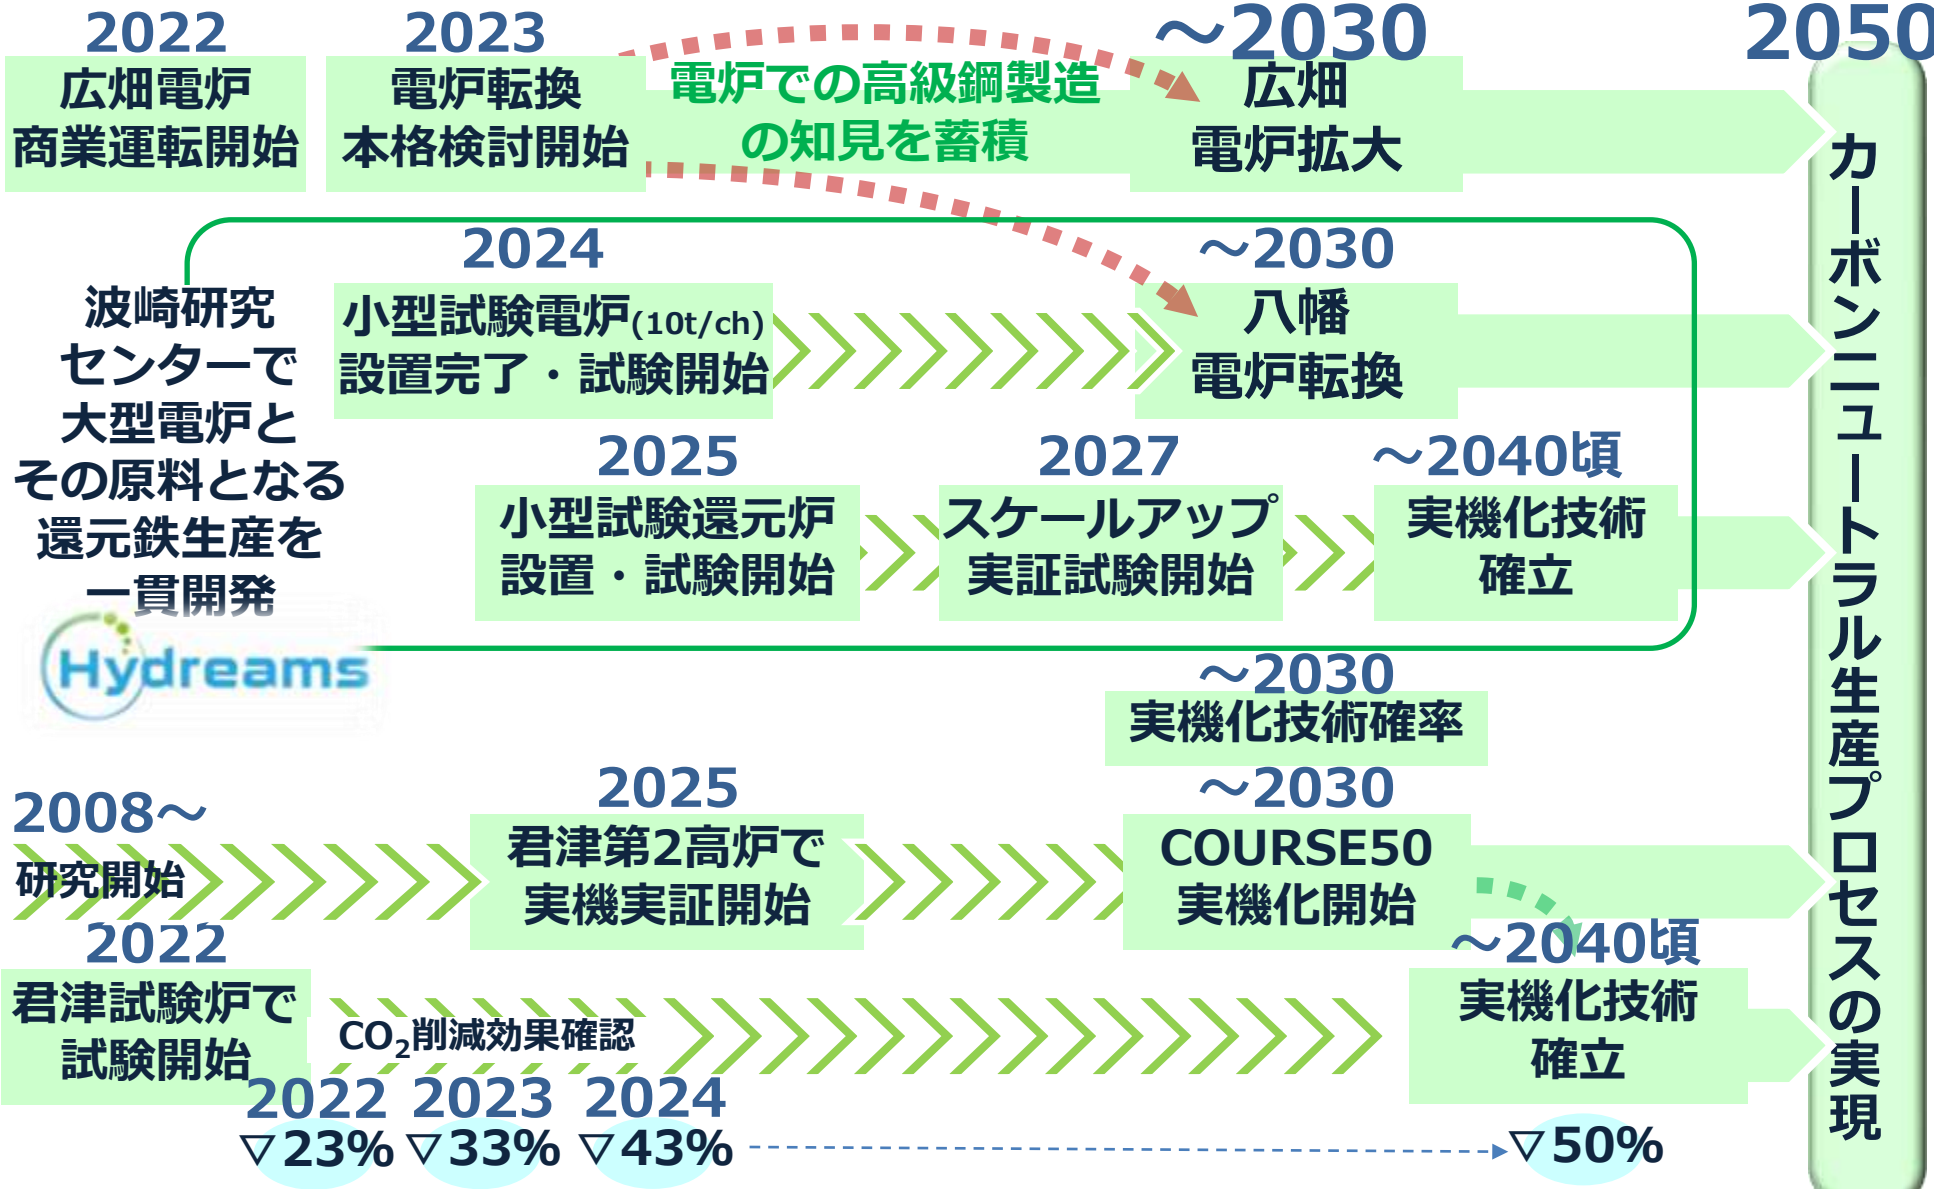 2022
広畑電炉
商業運転開始
2023
電炉転換
本格検討開始
電炉での高級鋼製造
の知見を蓄積
～2030
広畑
電炉拡大
2050
カーボンニュートラル生産プロセスの実現
波崎研究
センターで
大型電炉と
その原料となる
還元鉄生産を
一貫開発
Hydreams
2024
小型試験電炉(10t/ch)
設置完了・試験開始
～2030
八幡
電炉転換
2025
小型試験還元炉
設置・試験開始
2027
スケールアップ
実証試験開始
～2040頃
実機化技術
確立
～2030
実機化技術確率
2008～
研究開始
2025
君津第2高炉で
実機実証開始
～2030
COURSE50
実機化開始
2022
君津試験炉で
試験開始
CO₂削減効果確認
～2040頃
実機化技術
確立
2022
▽23%
2023
▽33%
2024
▽43%
▽50%